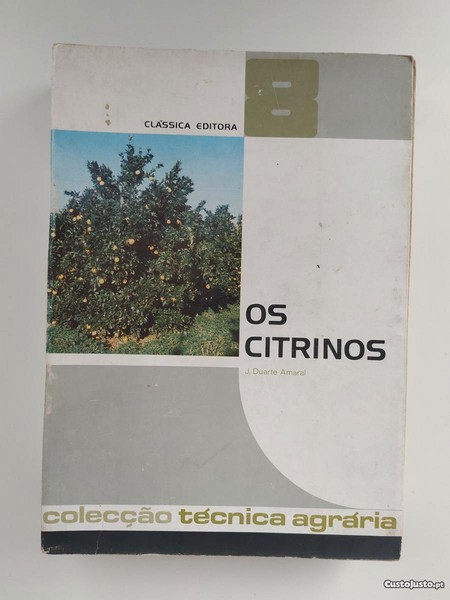 8
CLÁSSICA EDITORA
OS
CITRINOS
J. Duarte Amaral
colecção técnica agrária
CustoJusto.pt